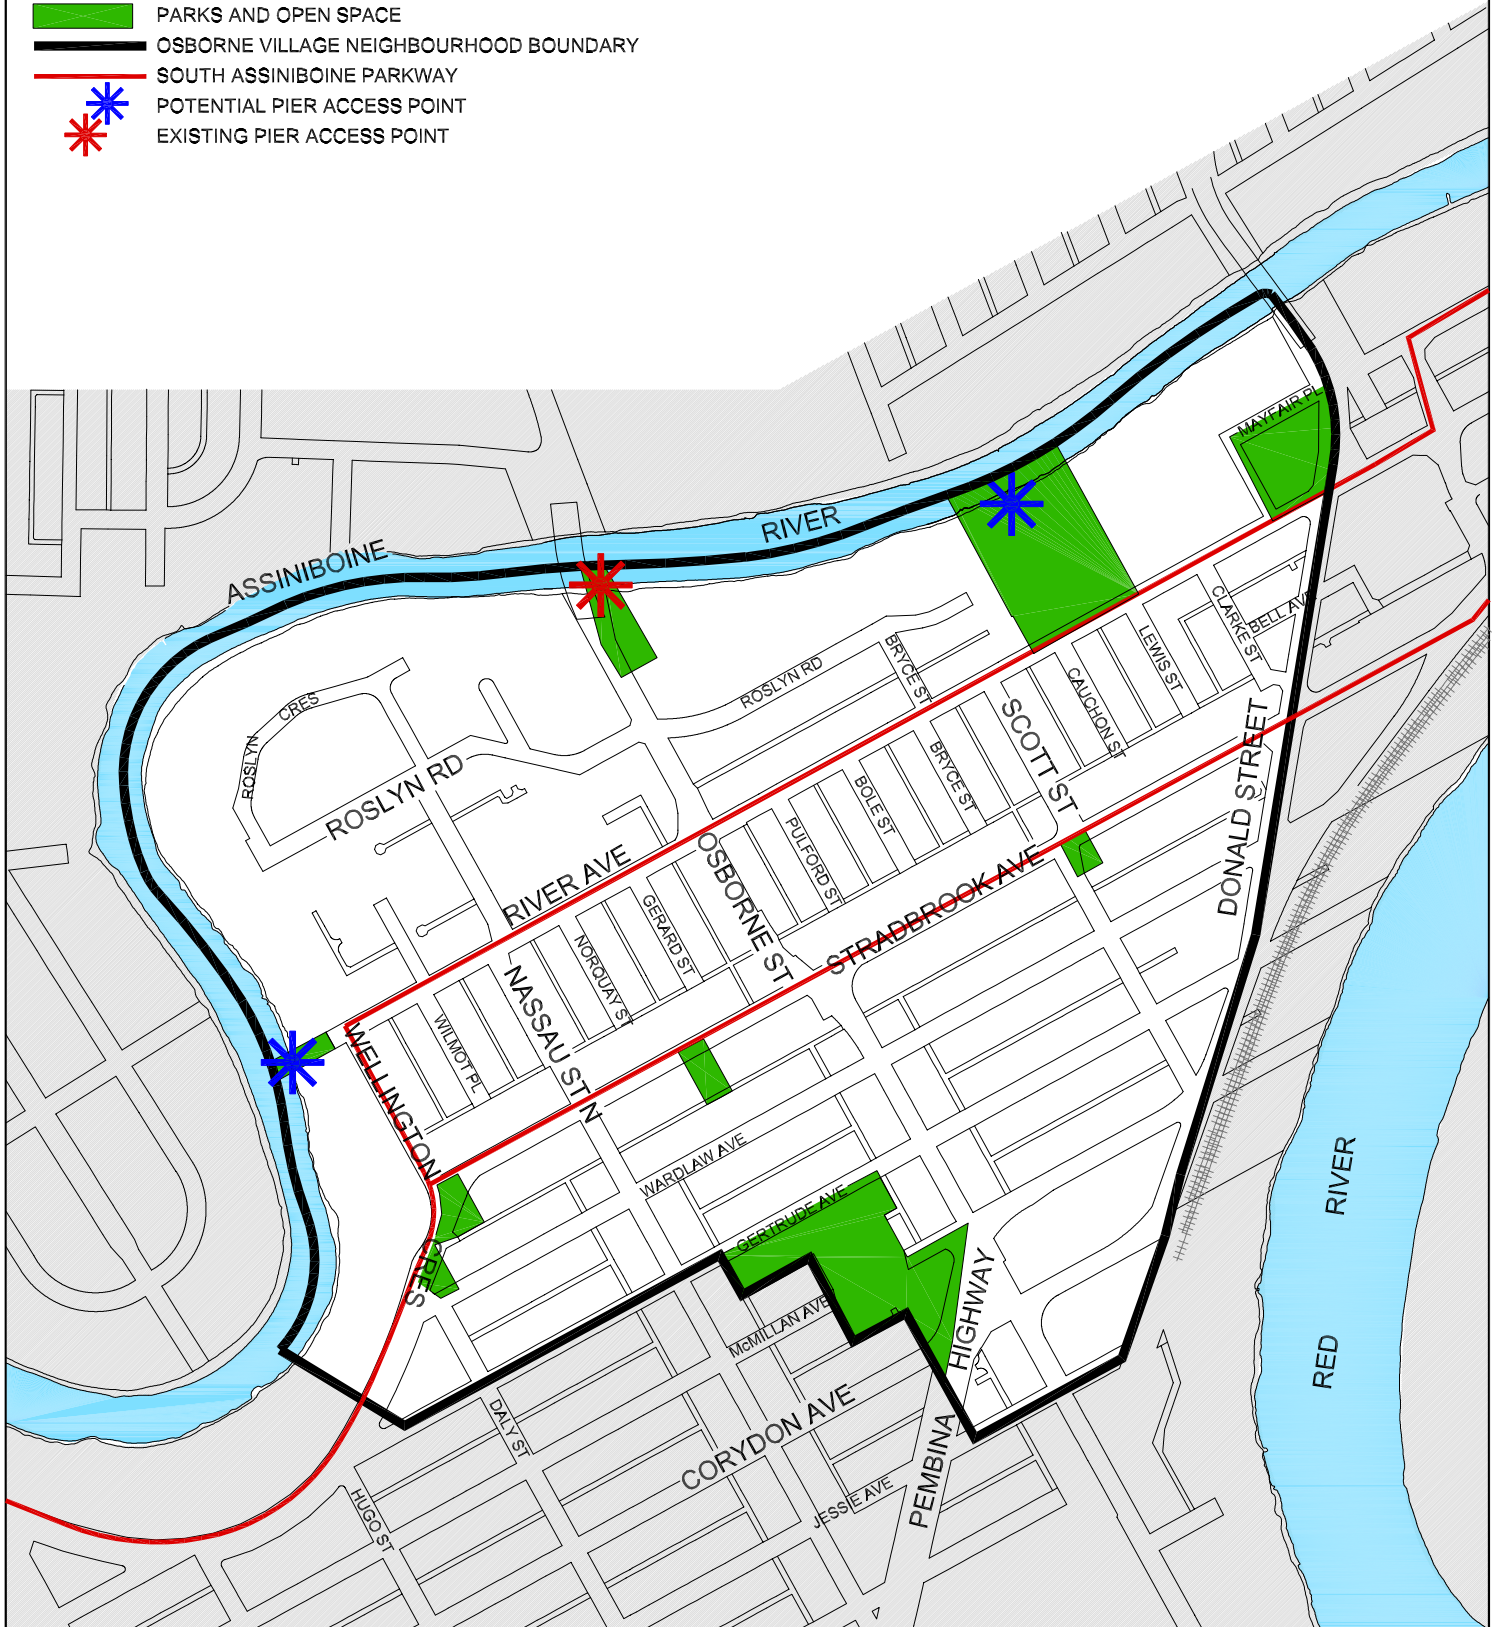 PARKS AND OPEN SPACE
OSBORNE VILLAGE NEIGHBOURHOOD BOUNDARY
SOUTH ASSINIBOINE PARKWAY
POTENTIAL PIER ACCESS POINT
EXISTING PIER ACCESS POINT
MAYFAIR PL
RIVER
ASSINIBOINE
CLARKE ST
BELL AVE
LEWIS ST
BRYCE ST
ROSLYN RD
CAUCHON ST
CRES
ROSLYN
SCOTT ST
DONALD STREET
ROSLYN RD
BRYCE ST
BOLE ST
PULFORD ST
OSBORNE ST
RIVER AVE
STRADBROOK AVE
GERARD ST
NORQUAY ST
NASSAU ST N
WILMOT PL
WELLINGTON
CRES
WARDLAW AVE
GERTRUDE AVE
RIVER
RED
HIGHWAY
PEMBINA
McMILLAN AVE
CORYDON AVE
DALY ST
JESSIE AVE
HUGO ST